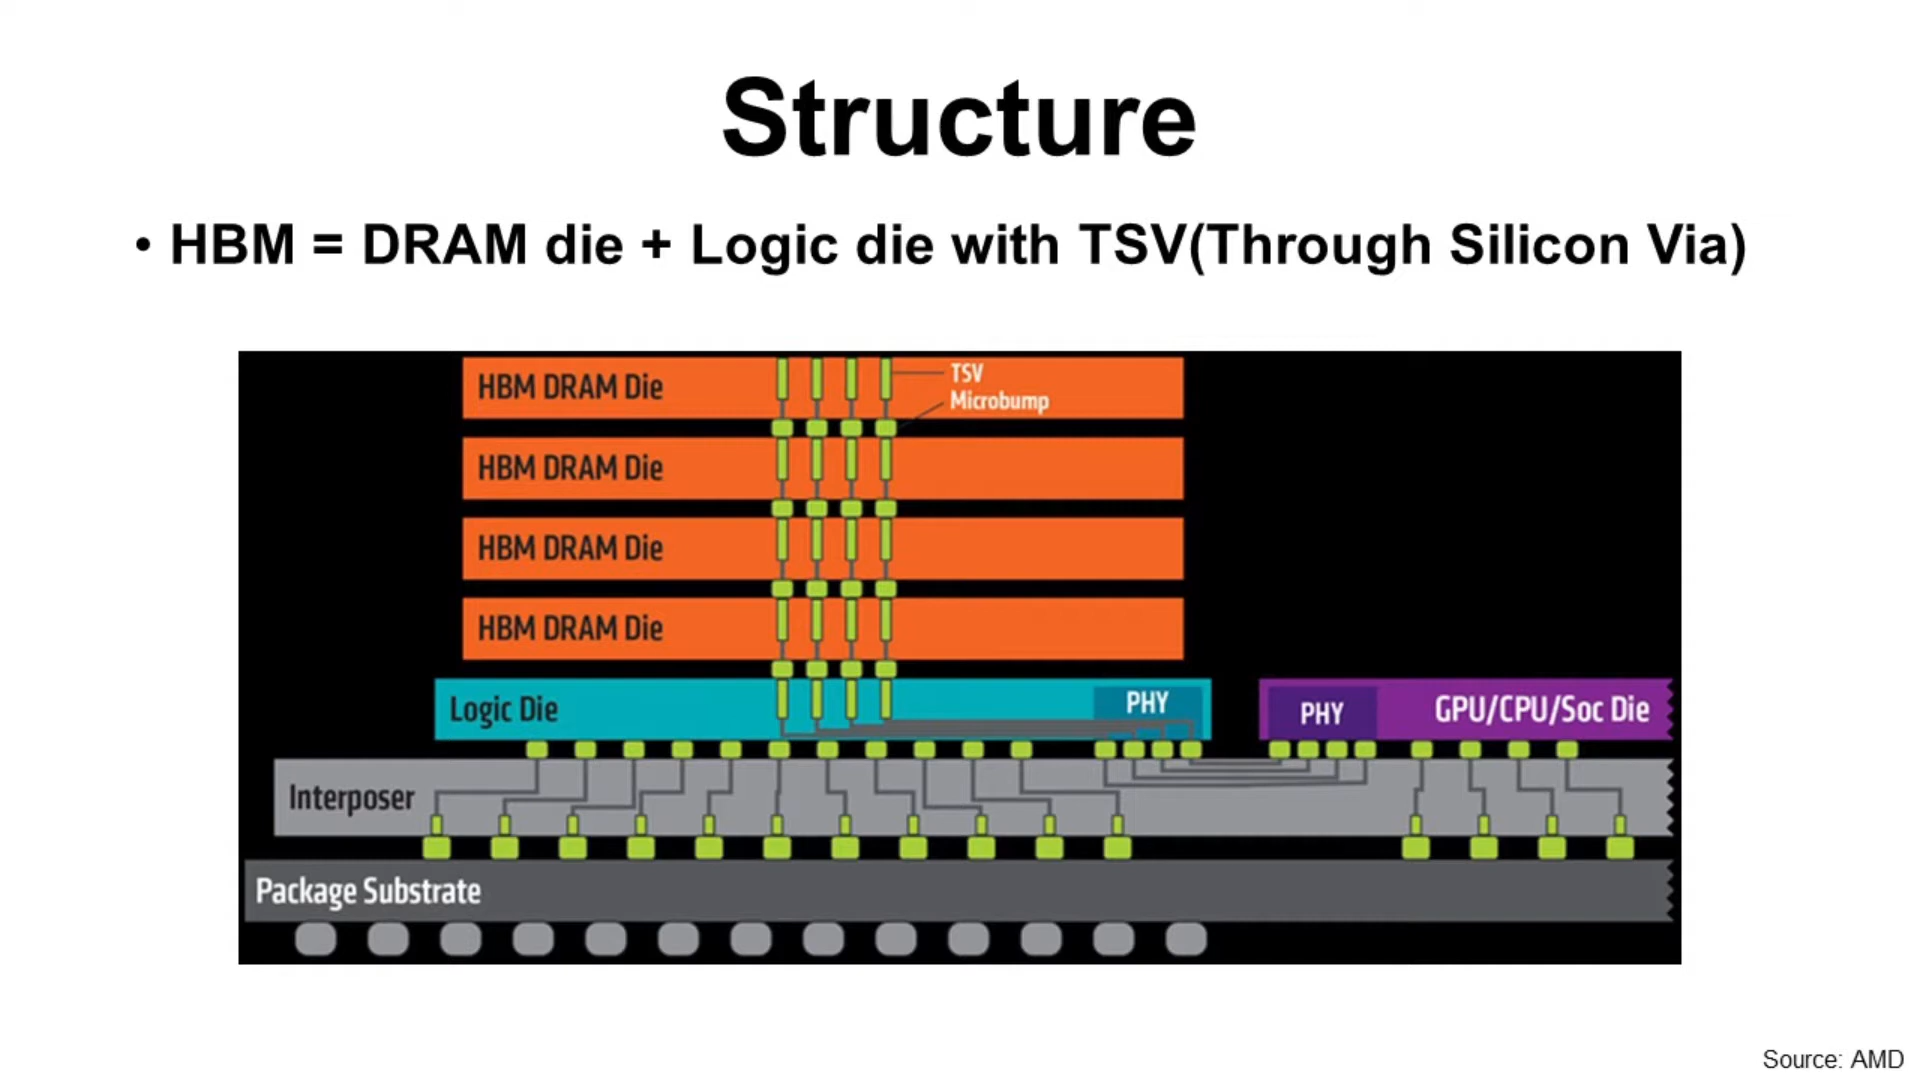 Structure
• HBM = DRAM die + Logic die with TSV(Through Silicon Via)
HBM DRAM Die
TSV
Microbump
HBM DRAM Die
HBM DRAM Die
HBM DRAM Die
Logic Die
PHY
PHY
GPU/CPU/Soc Die
Interposer
Package Substrate
Source: AMD